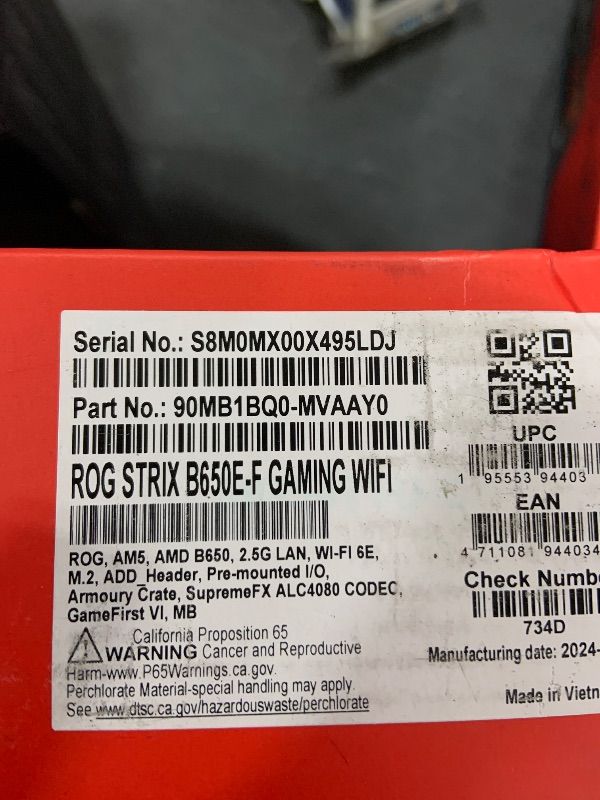 Serial No.: S8M0MX00X495LDJ
Part No.: 90MB1BQ0-MVAAY0
ROG STRIX B650E-F GAMING WIFI
ROG, AM5, AMD B650, 2.5G LAN, WI-FI 6E,
M.2, ADD_Header, Pre-mounted I/O,
Armoury Crate, SupremeFX ALC4080 CODEC,
GameFirst VI, MB
California Proposition 65
WARNING Cancer and Reproductive
Harm-www.P65Warnings.ca.gov.
Perchlorate Material-special handling may apply.
See www.dtsc.ca.gov/hazardouswaste/perchlorate
UPC
1 95553 94403
EAN
4 711081 944034
Check Numbe
734D
Manufacturing date: 2024-
Made in Vietn